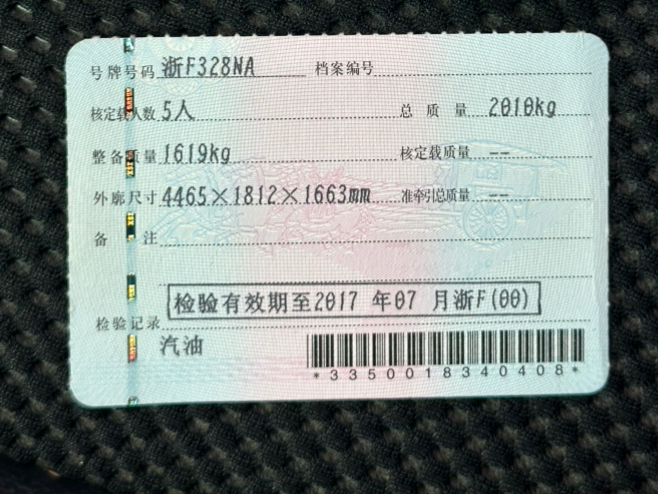 号牌号码 浙F328NA 档案编号
核定载人数 5人 总质量 2010kg
整备质量 1619kg 核定载质量 --
外廓尺寸 4465×1812×1663mm 准牵引总质量 --
备注
检验有效期至2017 年07 月浙F(00)
检验记录
汽油
*3350018340408*